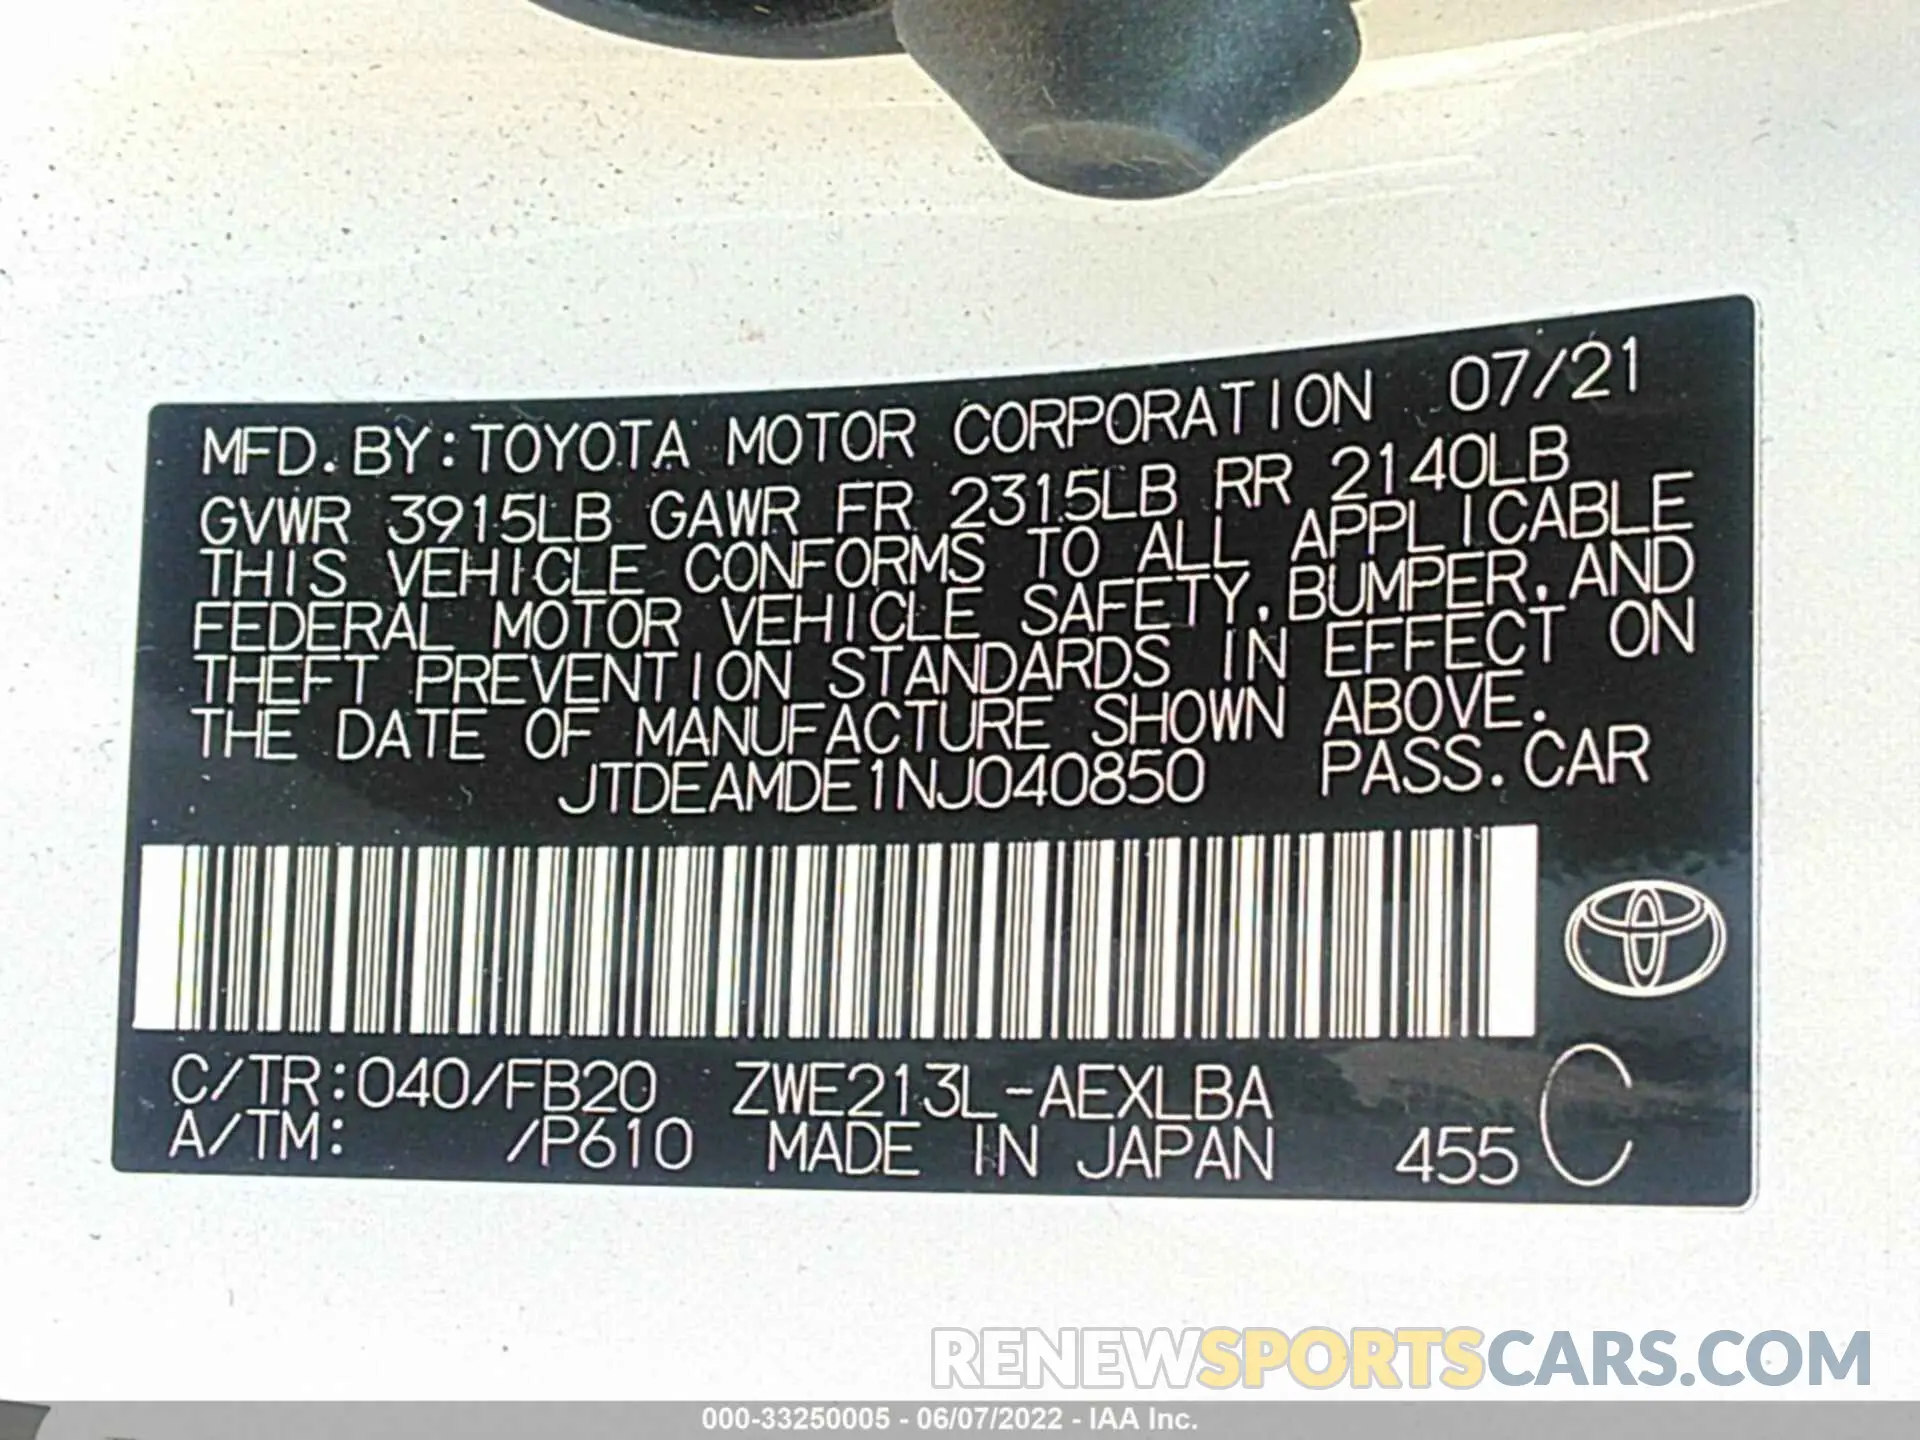 MFD. BY: TOYOTA MOTOR CORPORATION 07/21
GVWR 3915LB GAWR FR 2315LB RR 2140LB
THIS VEHICLE CONFORMS TO ALL APPLICABLE
FEDERAL MOTOR VEHICLE SAFETY, BUMPER, AND
THEFT PREVENTION STANDARDS IN EFFECT ON
THE DATE OF MANUFACTURE SHOWN ABOVE.
JTDEAMDE1NJ040850 PASS. CAR
C/TR: 040/FB20 ZWE213L-AEXLBA
A/TM: /P610 MADE IN JAPAN 455 C
RENEWSPORTSCARS.COM
000-33250005 - 06/07/2022 - IAA Inc.